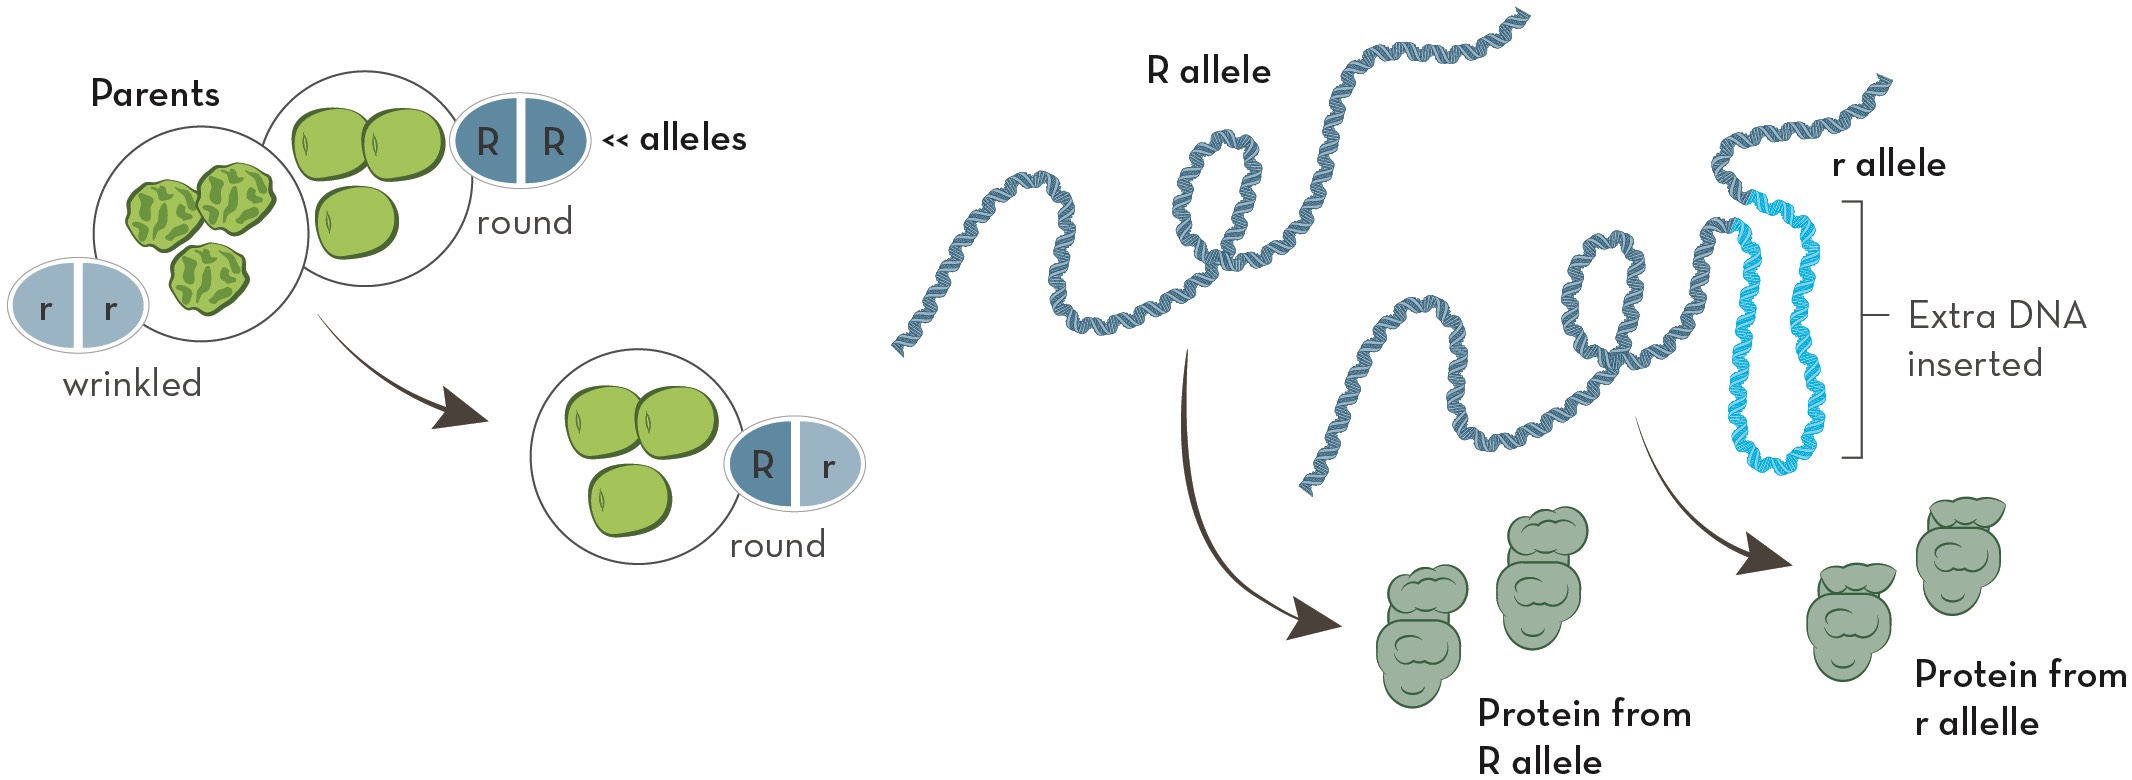 Parents
R R
<< alleles
round
r r
wrinkled
R r
round
R allele
r allele
Extra DNA
inserted
Protein from
R allele
Protein from
r allelle